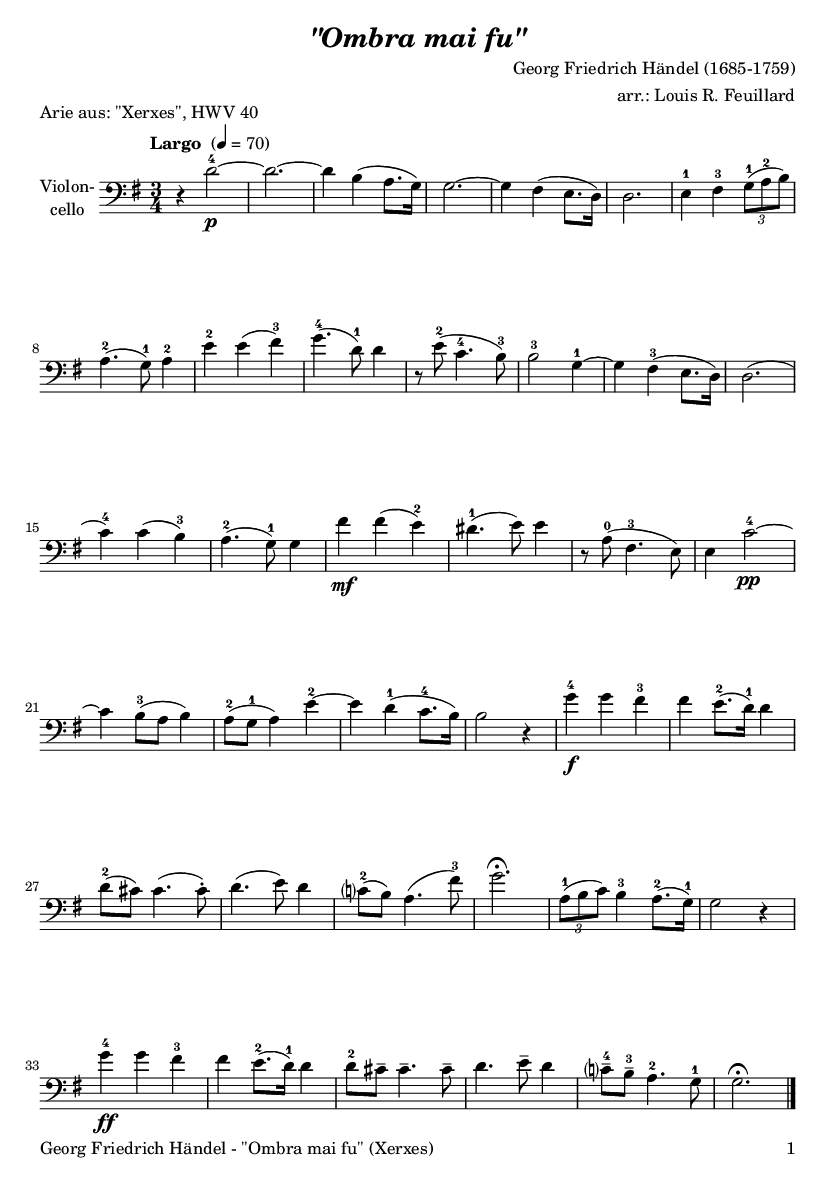 "Ombra mai fu"
Georg Friedrich Händel (1685-1759)
arr.: Louis R. Feuillard
Arie aus: "Xerxes", HWV 40
Largo (♩ = 70)
Violon-
cello
3
4
4
p
1 3 1 2
3
8
2 1 2 2 3 4 1 2 4 3 3 1 3
15
4 3 2 1 2 1 0 3 4
mf
pp
21
3 2 1 2 1 4 4 3 2 1
f
27
2 2 3 1 3 2 1
3
33
4 3 2 1 2 4 3 2 1
ff
Georg Friedrich Händel - "Ombra mai fu" (Xerxes)
1